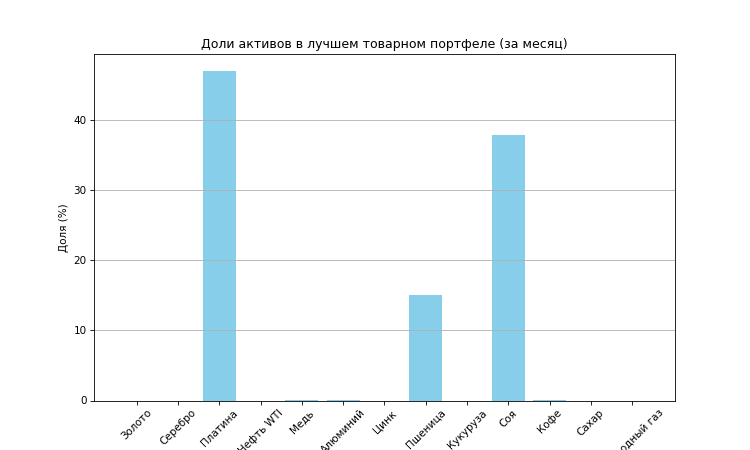 Доли активов в лучшем товарном портфеле (за месяц)
Доля (%)
40
30
20
10
0
Золото
Серебро
Платина
Нефть WTI
Медь
Алюминий
Цинк
Пшеница
Кукуруза
Соя
Кофе
Сахар
одный газ